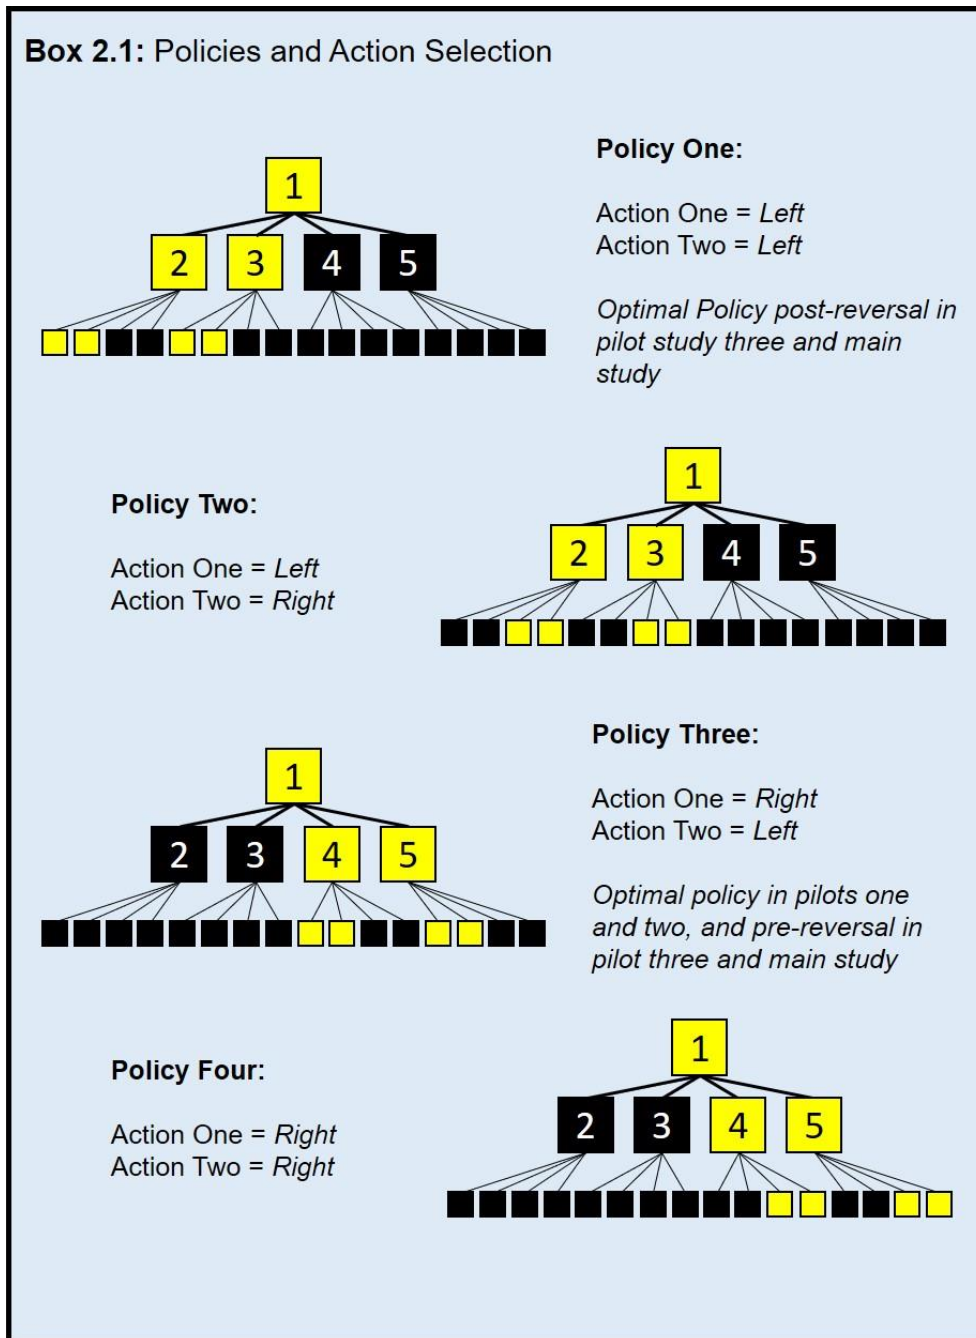 Box 2.1: Policies and Action Selection
Policy One:
Action One = Left
Action Two = Left
Optimal Policy post-reversal in
pilot study three and main
study
1
2 3 4 5
Policy Two:
Action One = Left
Action Two = Right
1
2 3 4 5
Policy Three:
Action One = Right
Action Two = Left
Optimal policy in pilots one
and two, and pre-reversal in
pilot three and main study
1
2 3 4 5
Policy Four:
Action One = Right
Action Two = Right
1
2 3 4 5